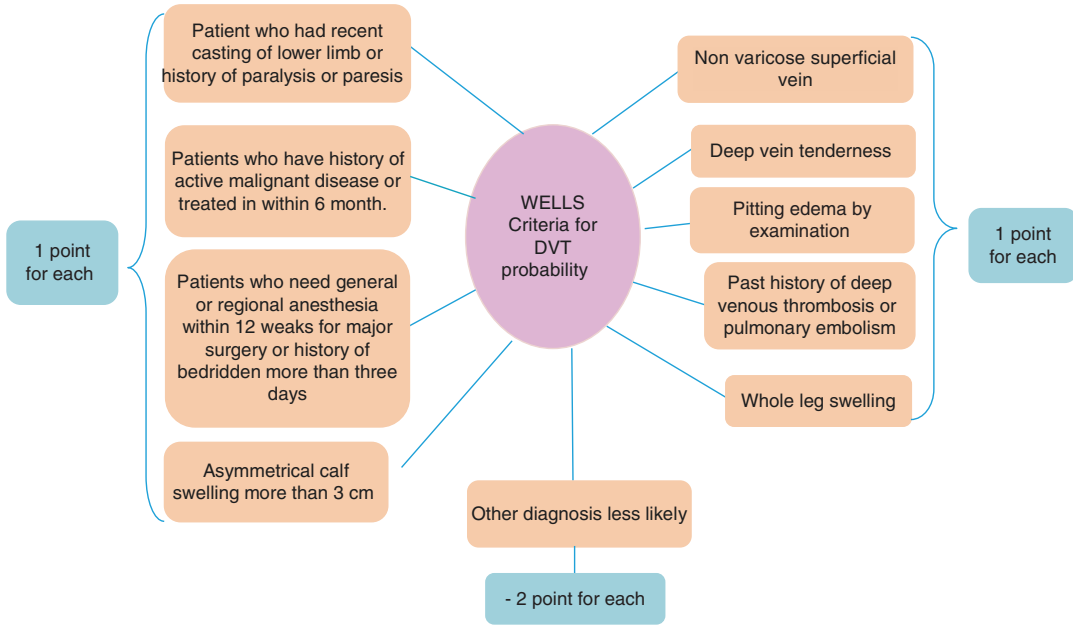 Patient who had recent
casting of lower limb or
history of paralysis or paresis
Patients who have history of
active malignant disease or
treated in within 6 month.
1 point
for each
Patients who need general
or regional anesthesia
within 12 weaks for major
surgery or history of
bedridden more than three
days
Asymmetrical calf
swelling more than 3 cm
WELLS
Criteria for
DVT
probability
Non varicose superficial
vein
Deep vein tenderness
Pitting edema by
examination
Past history of deep
venous thrombosis or
pulmonary embolism
Whole leg swelling
1 point
for each
Other diagnosis less likely
- 2 point for each